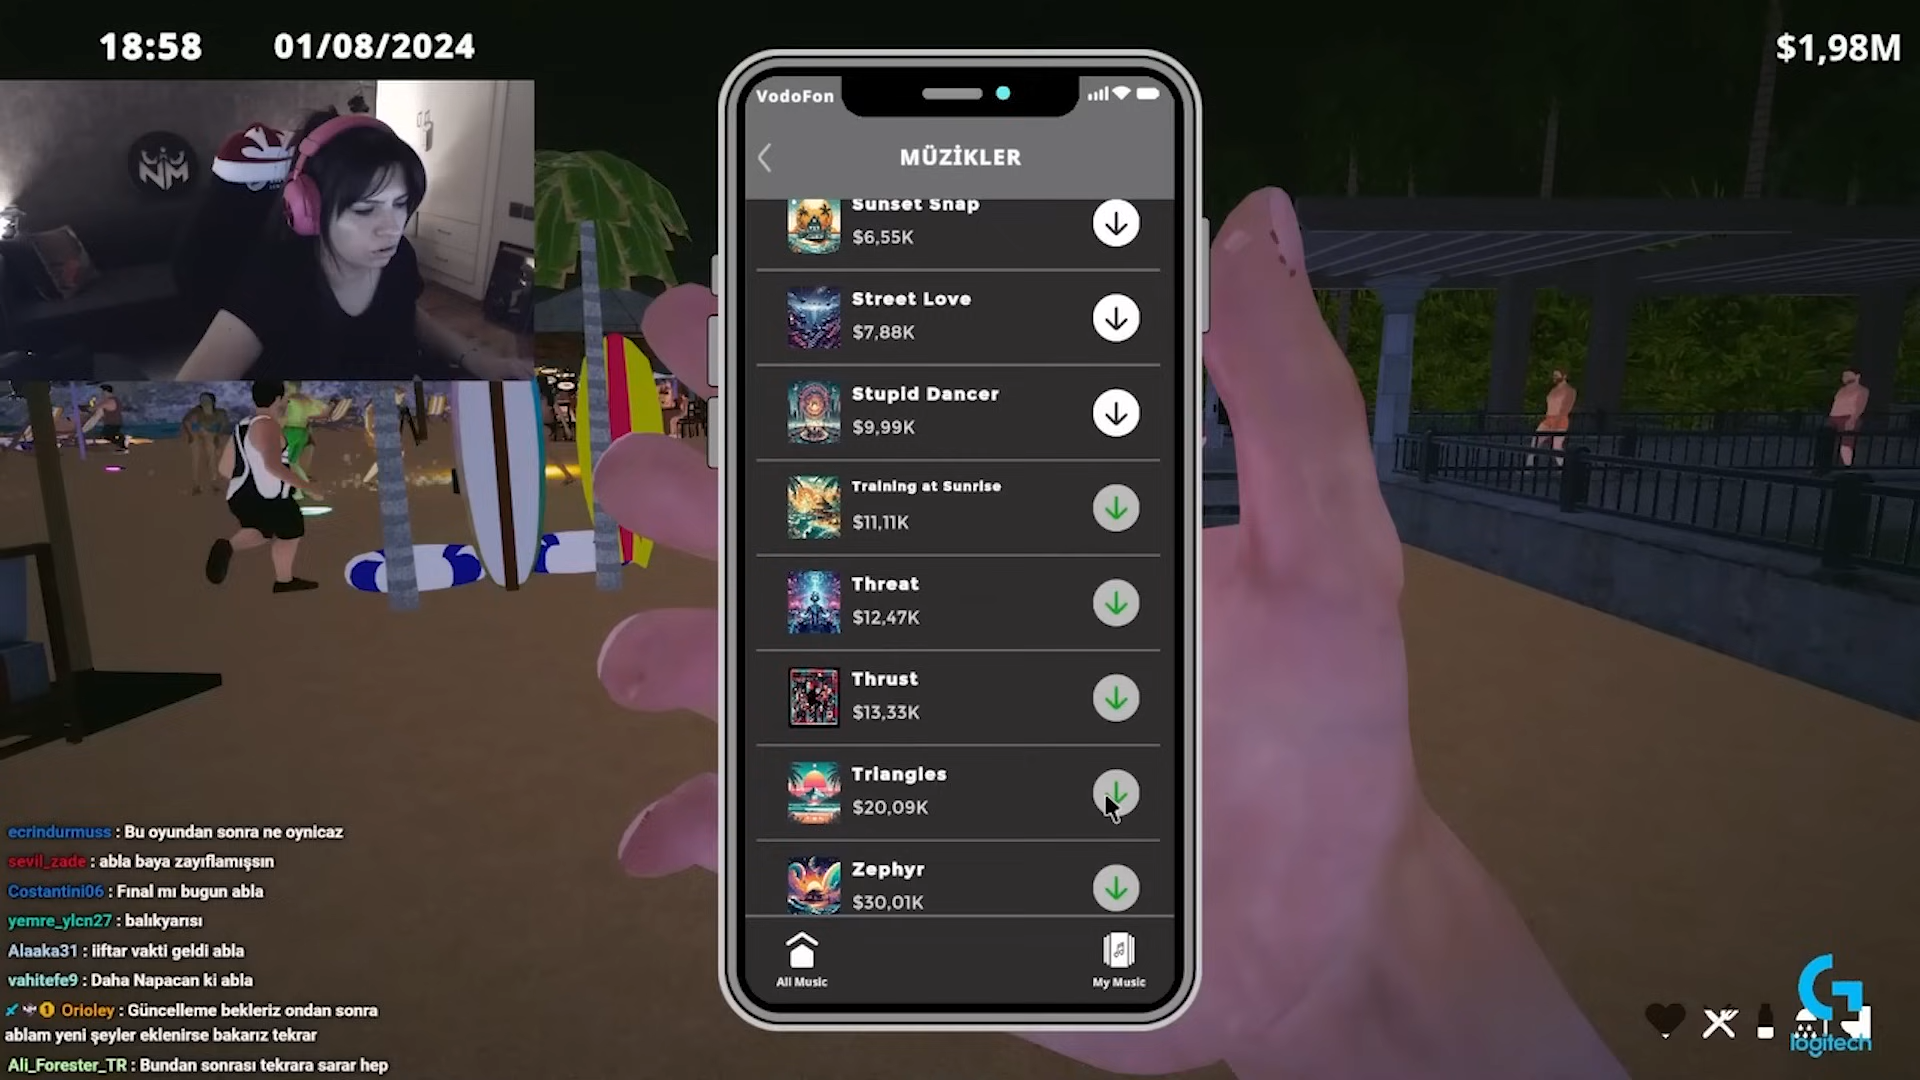 18:58
01/08/2024
$1,98M
VodoFon
MÜZİKLER
Sunset Snap
$6,55K
Street Love
$7,88K
Stupid Dancer
$9,99K
Training at Sunrise
$11,11K
Threat
$12,47K
Thrust
$13,33K
Triangles
$20,09K
Zephyr
$30,01K
All Music
My Music
ecrindurmuss : Bu oyundan sonra ne oynicaz
sevil_zade : abla baya zayıflamışsın
Costantini06 : Fınal mı bugun abla
yemre_ylcn27 : balıkyarısı
Alaaka31 : iiftar vakti geldi abla
vahitefe9 : Daha Napacan ki abla
Orioley : Güncelleme bekleriz ondan sonra
ablam yeni şeyler eklenirse bakarız tekrar
Ali_Forester_TR : Bundan sonrası tekrara sarar hep
logitech